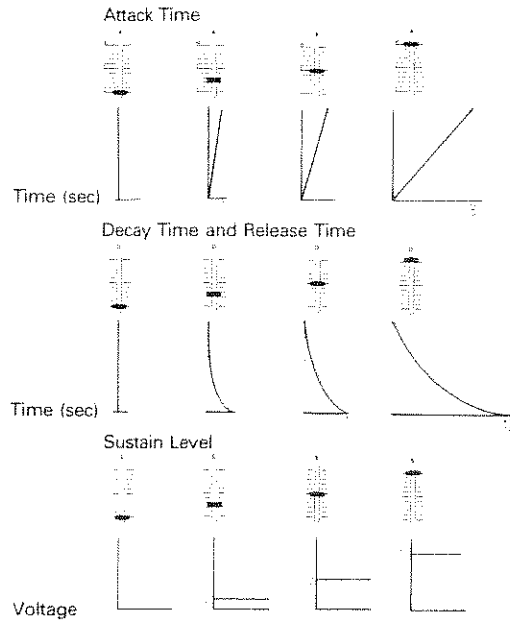 Attack Time
Time (sec)
Decay Time and Release Time
D D D D
Time (sec)
Sustain Level
Voltage